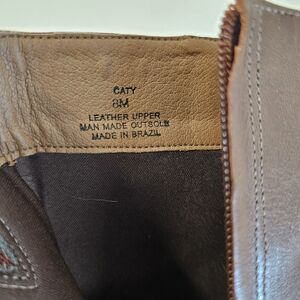 CATY
8M
LEATHER UPPER
MAN MADE OUTSOLE
MADE IN BRAZIL